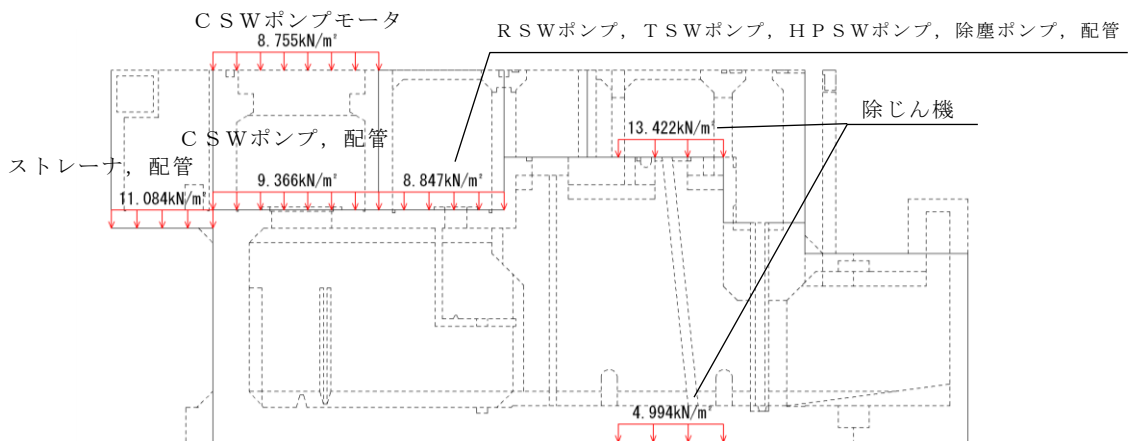 ＣＳＷポンプモータ
8.755kN/㎡
ＲＳＷポンプ，ＴＳＷポンプ，ＨＰＳＷポンプ，除塵ポンプ，配管
除じん機
13.422kN/㎡
ＣＳＷポンプ，配管
ストレーナ，配管
9.366kN/㎡
8.847kN/㎡
11.084kN/㎡
4.994kN/㎡